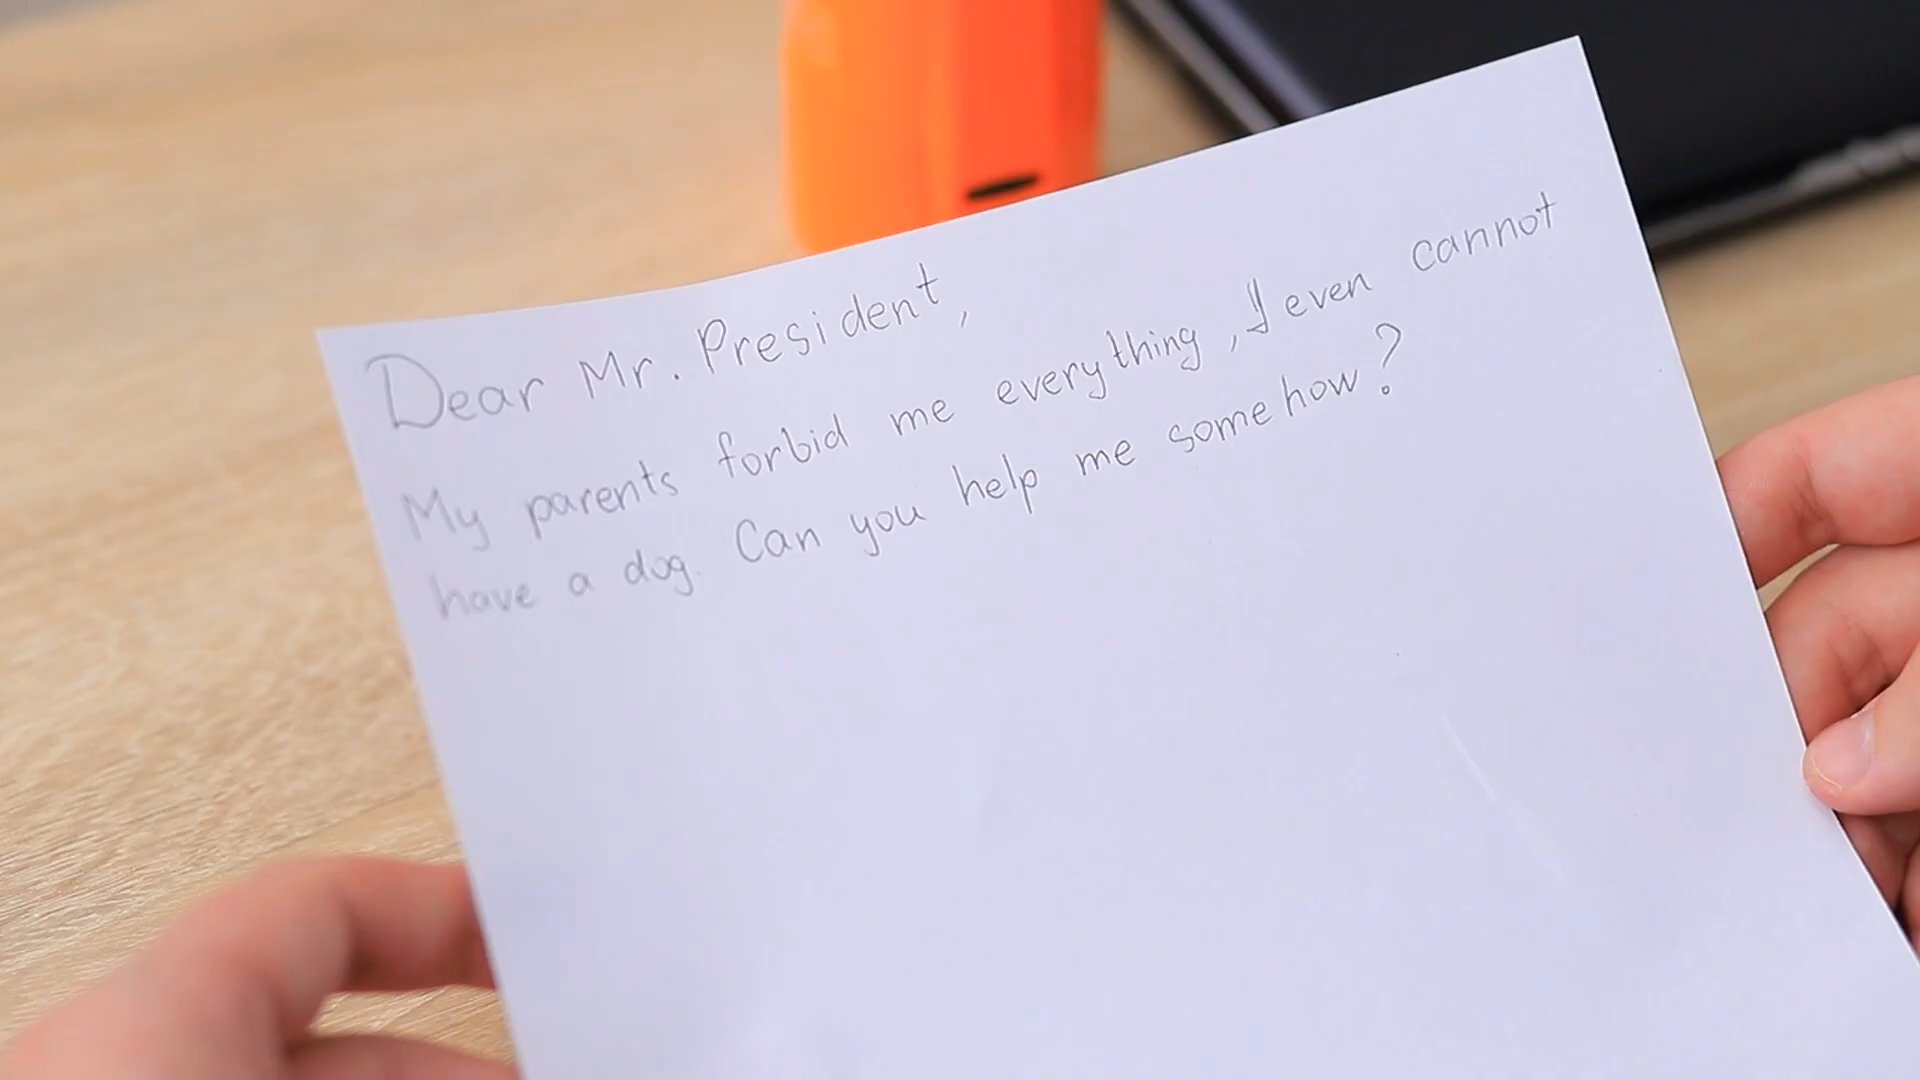 Dear Mr. President,
My parents forbid me everything, I even cannot
have a dog. Can you help me somehow?